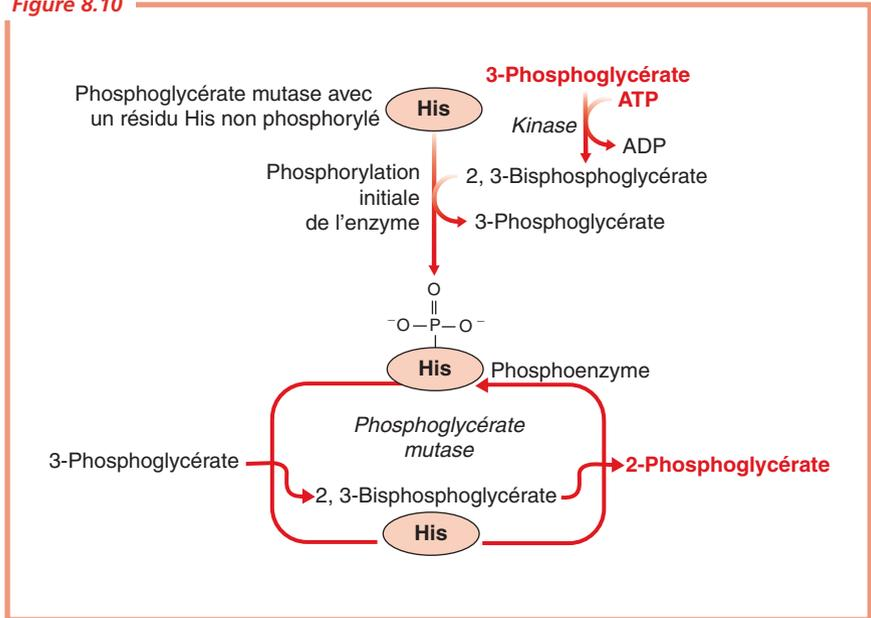 Figure 8.10
Phosphoglycérate mutase avec
un résidu His non phosphorylé
His
3-Phosphoglycérate
ATP
Kinase
ADP
2, 3-Bisphosphoglycérate
Phosphorylation
initiale
de l'enzyme
3-Phosphoglycérate
O
⁻O—P—O⁻
His
Phosphoenzyme
Phosphoglycérate
mutase
3-Phosphoglycérate
2-Phosphoglycérate
2, 3-Bisphosphoglycérate
His